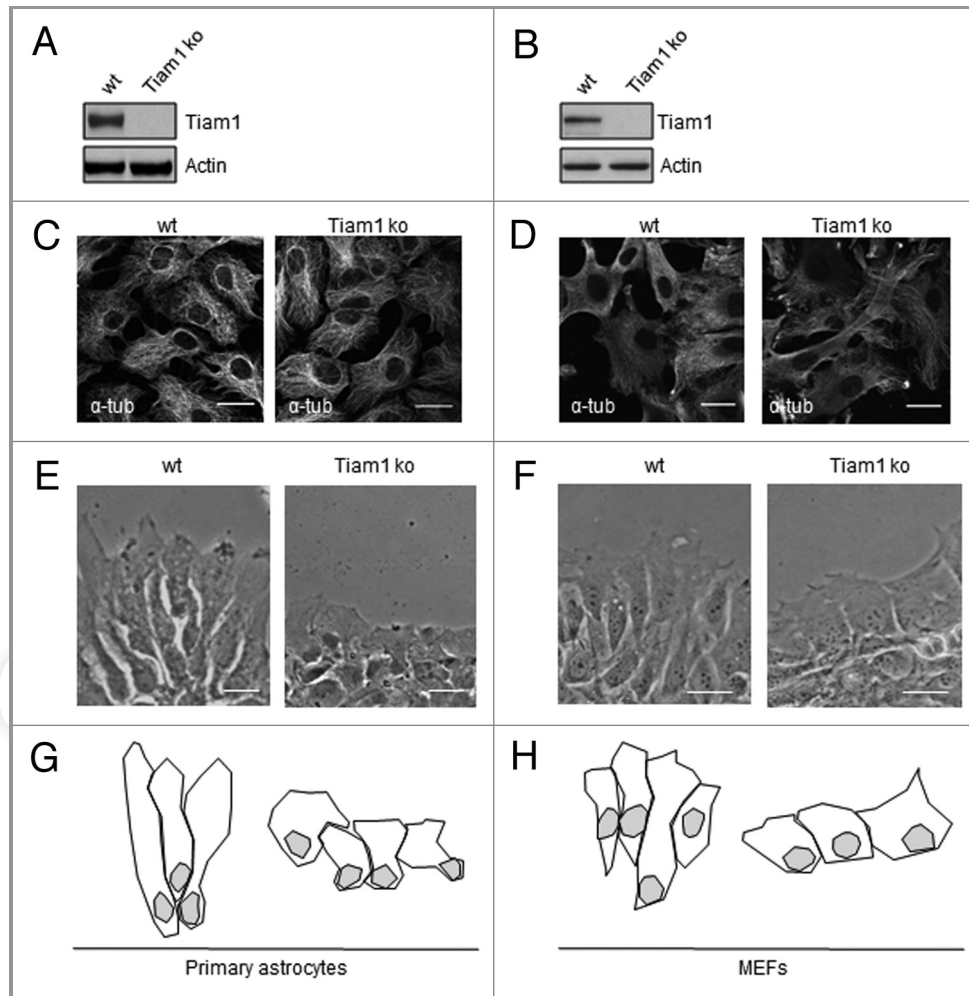 A
wt
Tiam1 ko
Tiam1
Actin
B
wt
Tiam1 ko
Tiam1
Actin
C
wt
Tiam1 ko
α-tub
α-tub
D
wt
Tiam1 ko
α-tub
α-tub
E
wt
Tiam1 ko
F
wt
Tiam1 ko
G
Primary astrocytes
H
MEFs